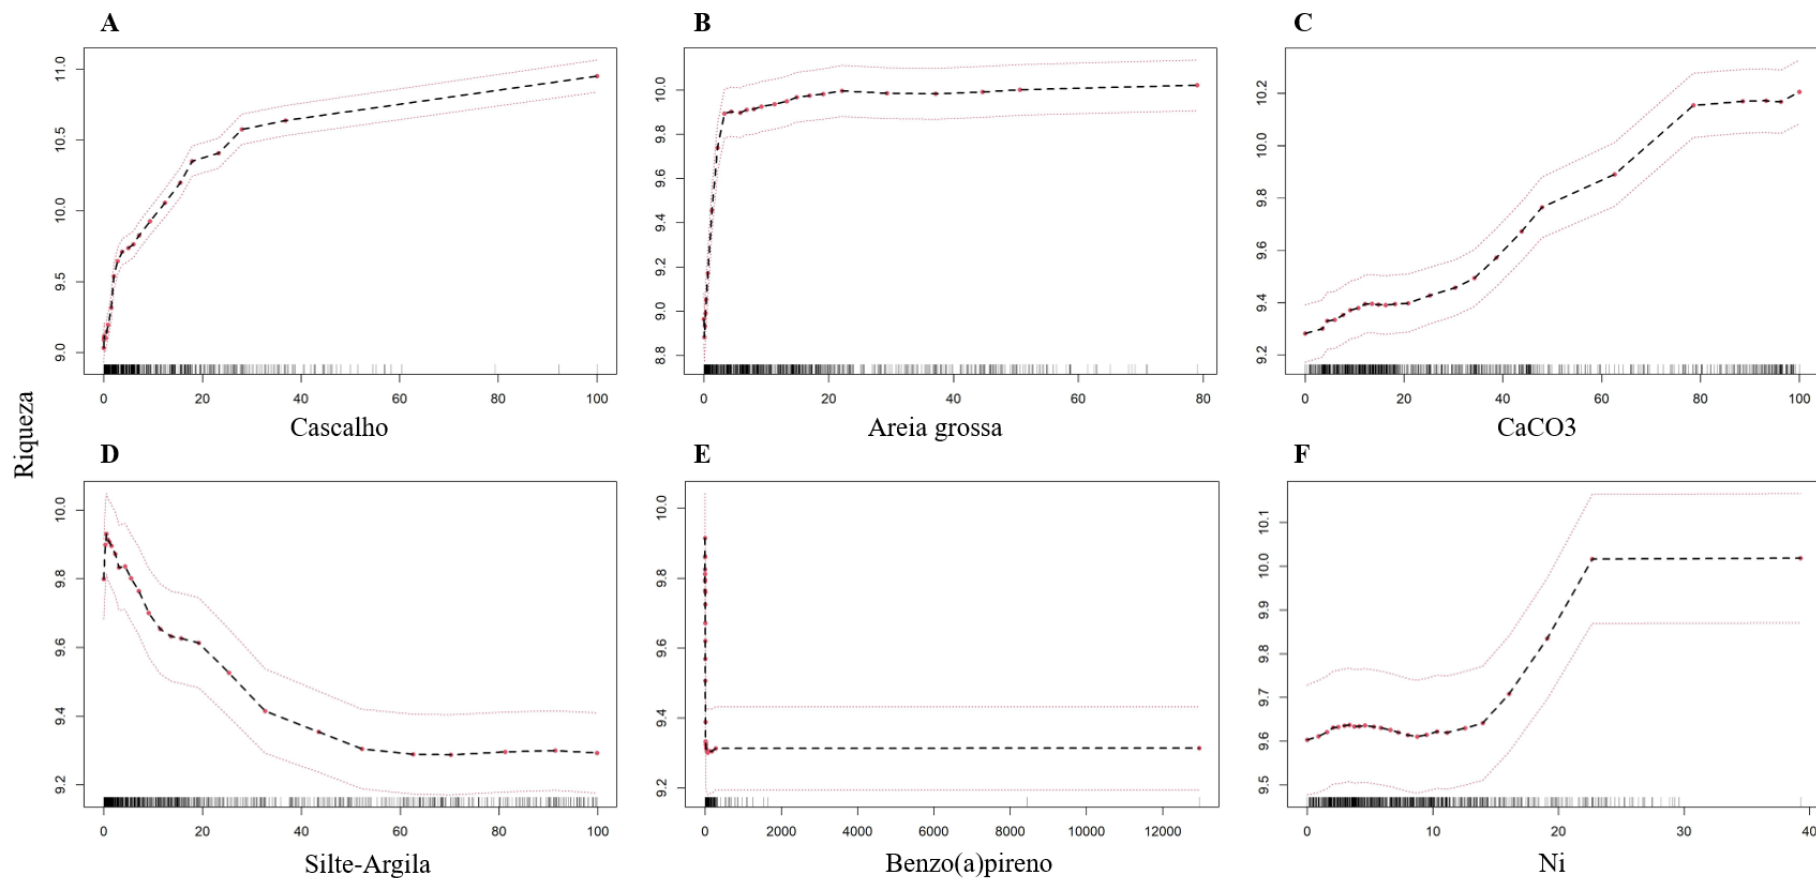 A
B
C
11.0
10.5
10.0
9.5
9.0
0 20 40 60 80 100
Cascalho
10.0
9.8
9.6
9.4
9.2
9.0
8.8
0 20 40 60 80
Areia grossa
10.2
10.0
9.8
9.6
9.4
9.2
0 20 40 60 80 100
CaCO3
Riqueza
D
E
F
10.0
9.8
9.6
9.4
9.2
0 20 40 60 80 100
Silte-Argila
10.0
9.8
9.6
9.4
9.2
0 2000 4000 6000 8000 10000 12000
Benzo(a)pireno
10.1
10.0
9.9
9.8
9.7
9.6
9.5
0 10 20 30 40
Ni